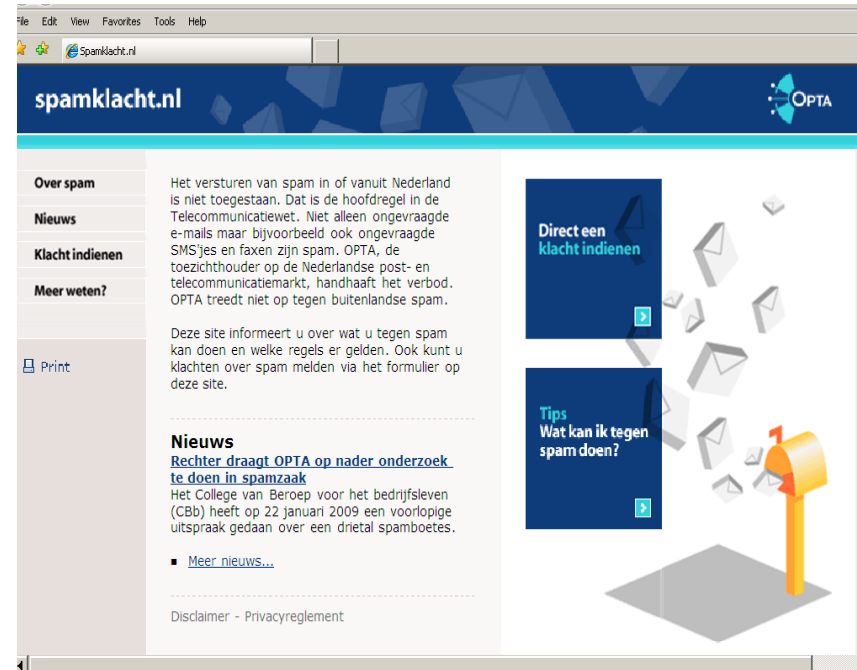 File Edit View Favorites Tools Help
Spamklacht.nl
spamklacht.nl
OPTA
Over spam
Nieuws
Klacht indienen
Meer weten?
Print
Het versturen van spam in of vanuit Nederland
is niet toegestaan. Dat is de hoofdregel in de
Telecommunicatiewet. Niet alleen ongevraagde
e-mails maar bijvoorbeeld ook ongevraagde
SMS'jes en faxen zijn spam. OPTA, de
toezichthouder op de Nederlandse post- en
telecommunicatiemarkt, handhaaft het verbod.
OPTA treedt niet op tegen buitenlandse spam.
Deze site informeert u over wat u tegen spam
kan doen en welke regels er gelden. Ook kunt u
klachten over spam melden via het formulier op
deze site.
Nieuws
Rechter draagt OPTA op nader onderzoek
te doen in spamzaak
Het College van Beroep voor het bedrijfsleven
(CBb) heeft op 22 januari 2009 een voorlopige
uitspraak gedaan over een drietal spamboetes.
Meer nieuws...
Disclaimer - Privacyreglement
Direct een
klacht indienen
Tips
Wat kan ik tegen
spam doen?